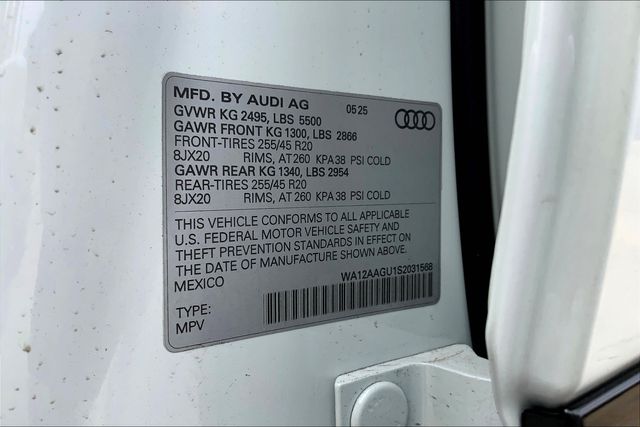 MFD. BY AUDI AG 05 25
GVWR KG 2495, LBS 5500
GAWR FRONT KG 1300, LBS 2866
FRONT-TIRES 255/45 R20
8JX20 RIMS, AT 260 KPA 38 PSI COLD
GAWR REAR KG 1340, LBS 2954
REAR-TIRES 255/45 R20
8JX20 RIMS, AT 260 KPA 38 PSI COLD
THIS VEHICLE CONFORMS TO ALL APPLICABLE
U.S. FEDERAL MOTOR VEHICLE SAFETY AND
THEFT PREVENTION STANDARDS IN EFFECT ON
THE DATE OF MANUFACTURE SHOWN ABOVE.
MEXICO WA12AAGU1S2031568
TYPE:
MPV